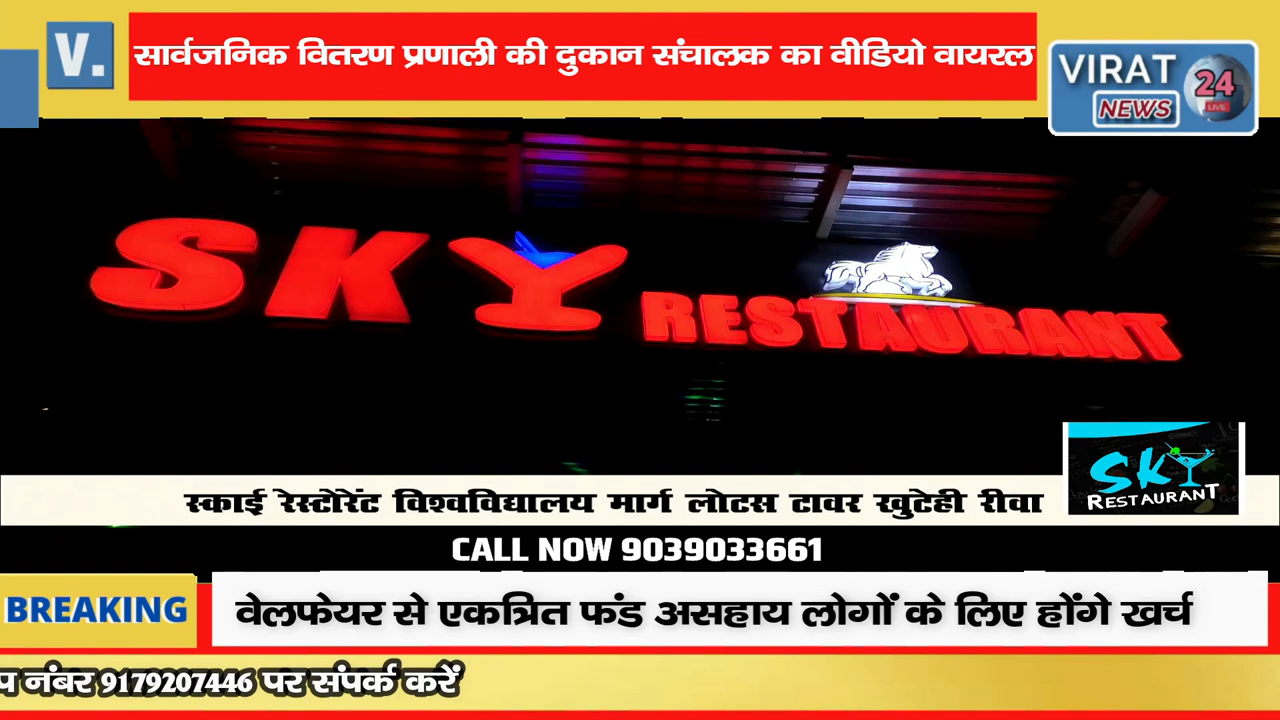 V.
सार्वजनिक वितरण प्रणाली की दुकान संचालक का वीडियो वायरल
VIRAT
24
LIVE
NEWS
SKY RESTAURANT
SKY
RESTAURANT
स्काई रेस्टोरेंट विश्वविद्यालय मार्ग लोटस टावर खुटेही रीवा
CALL NOW 9039033661
BREAKING
वेलफेयर से एकत्रित फंड असहाय लोगों के लिए होंगे खर्च
प नंबर 9179207446 पर संपर्क करें